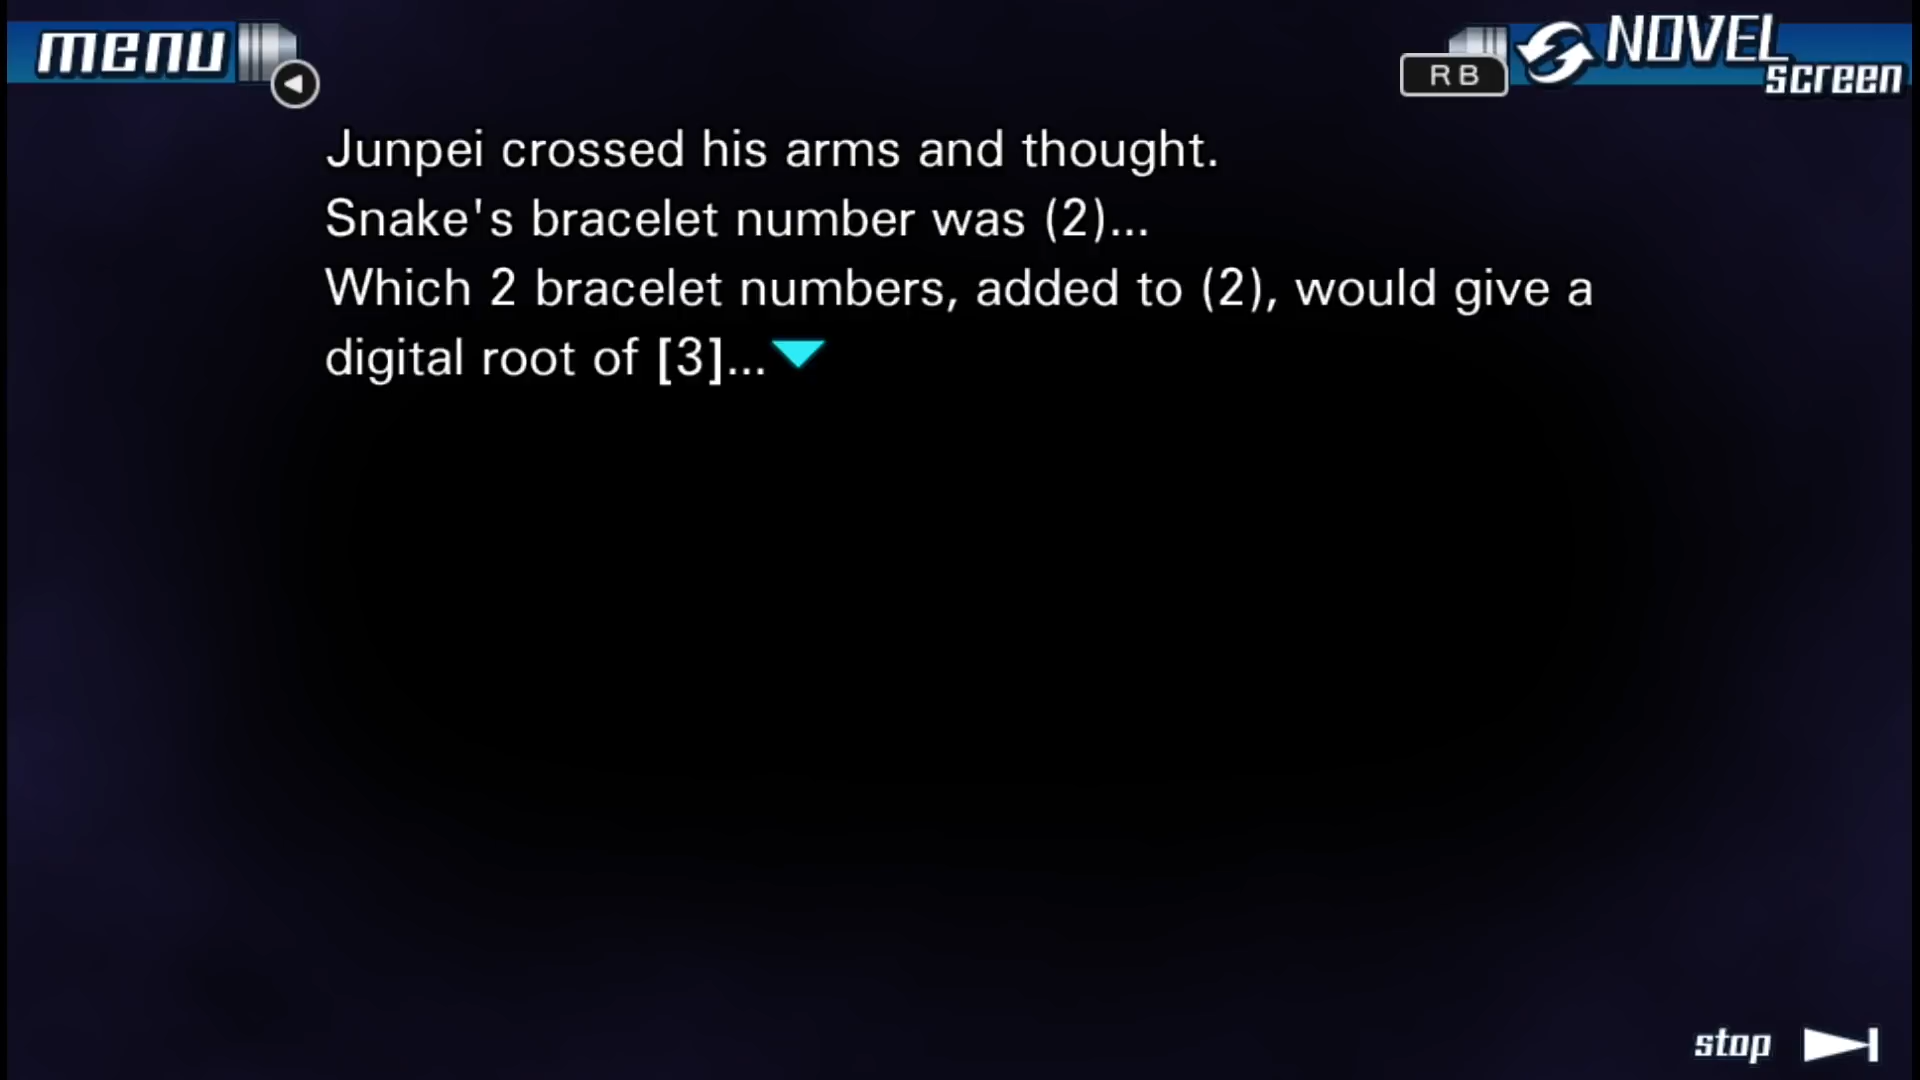 menu
RB
NOVEL
screen
Junpei crossed his arms and thought.
Snake's bracelet number was (2)...
Which 2 bracelet numbers, added to (2), would give a
digital root of [3]...
stop